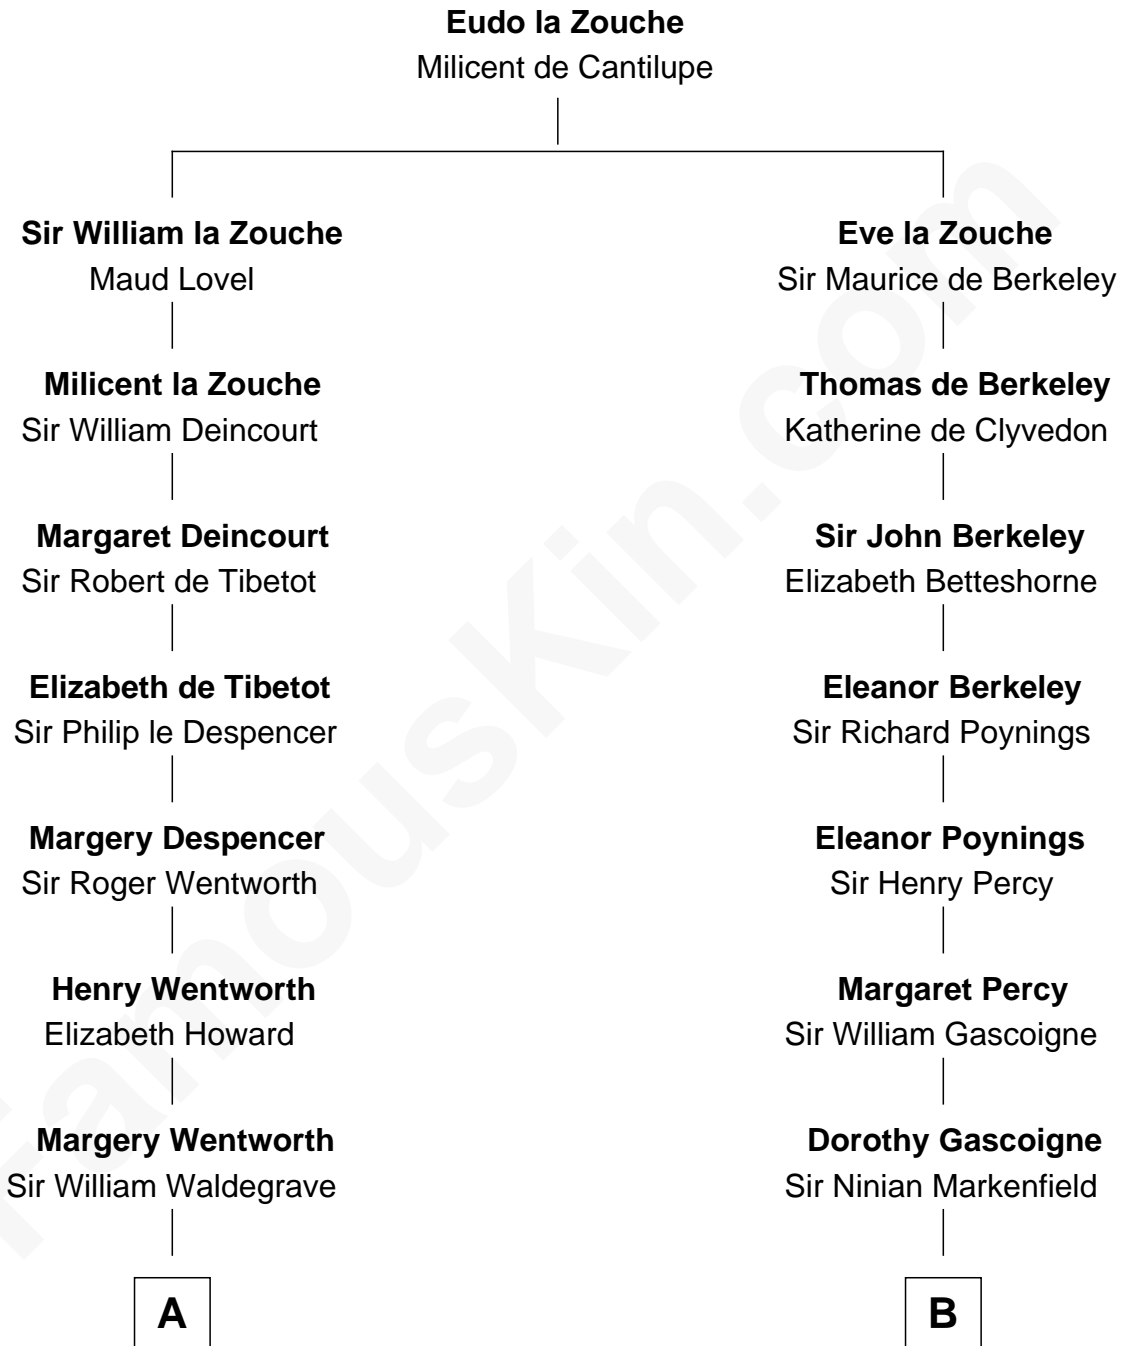 Eudo la Zouche
Milicent de Cantilupe
Sir William la Zouche
Maud Lovel
Milicent la Zouche
Sir William Deincourt
Margaret Deincourt
Sir Robert de Tibetot
Elizabeth de Tibetot
Sir Philip le Despencer
Margery Despencer
Sir Roger Wentworth
Henry Wentworth
Elizabeth Howard
Margery Wentworth
Sir William Waldegrave
A
Eve la Zouche
Sir Maurice de Berkeley
Thomas de Berkeley
Katherine de Clyvedon
Sir John Berkeley
Elizabeth Betteshorne
Eleanor Berkeley
Sir Richard Poynings
Eleanor Poynings
Sir Henry Percy
Margaret Percy
Sir William Gascoigne
Dorothy Gascoigne
Sir Ninian Markenfield
B
FamousKin.com